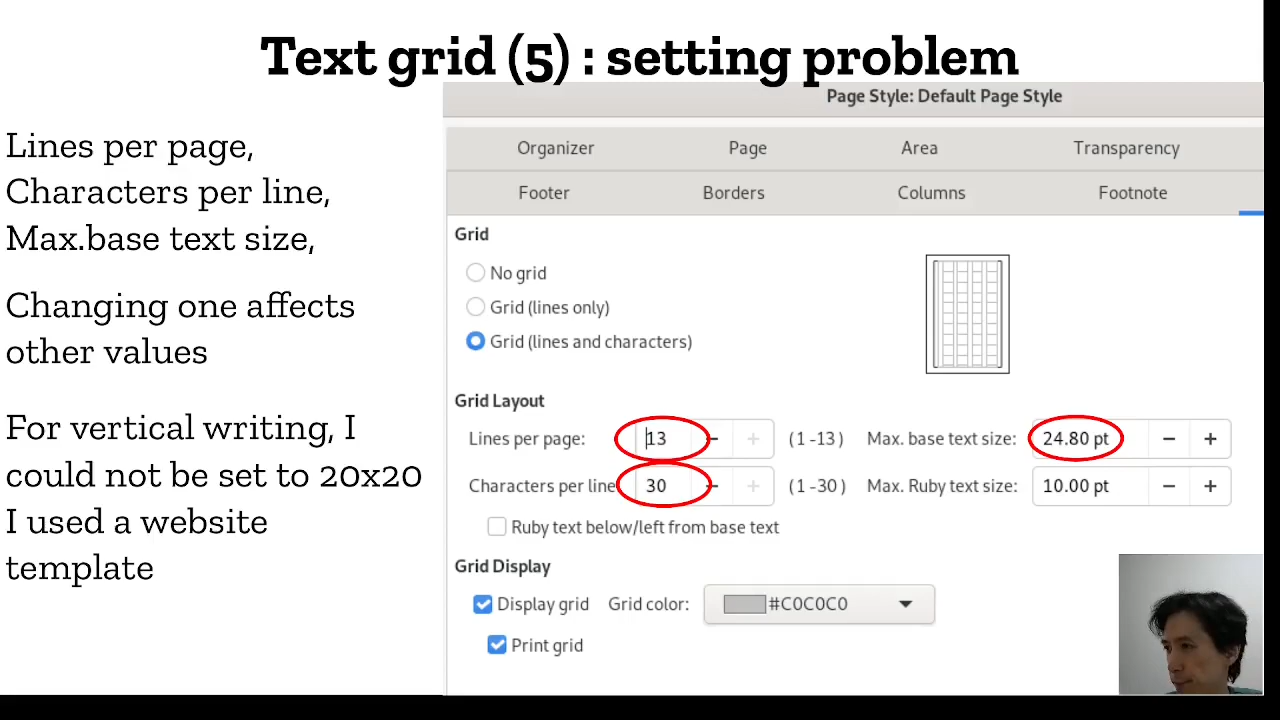 Text grid (5) : setting problem
Lines per page,
Characters per line,
Max.base text size,
Changing one affects
other values
For vertical writing, I
could not be set to 20x20
I used a website
template
Page Style: Default Page Style
Organizer Page Area Transparency
Footer Borders Columns Footnote
Grid
No grid
Grid (lines only)
Grid (lines and characters)
Grid Layout
Lines per page: 13 − + (1 -13) Max. base text size: 24.80 pt − +
Characters per line 30 − + (1 -30) Max. Ruby text size: 10.00 pt − +
Ruby text below/left from base text
Grid Display
Display grid Grid color: #C0C0C0
Print grid